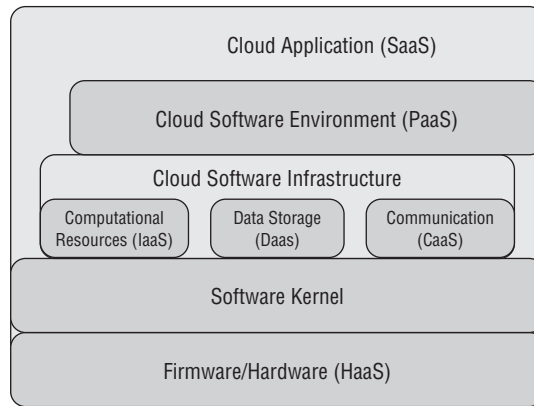 Cloud Application (SaaS)
Cloud Software Environment (PaaS)
Cloud Software Infrastructure
Computational
Resources (IaaS)
Data Storage
(Daas)
Communication
(CaaS)
Software Kernel
Firmware/Hardware (HaaS)